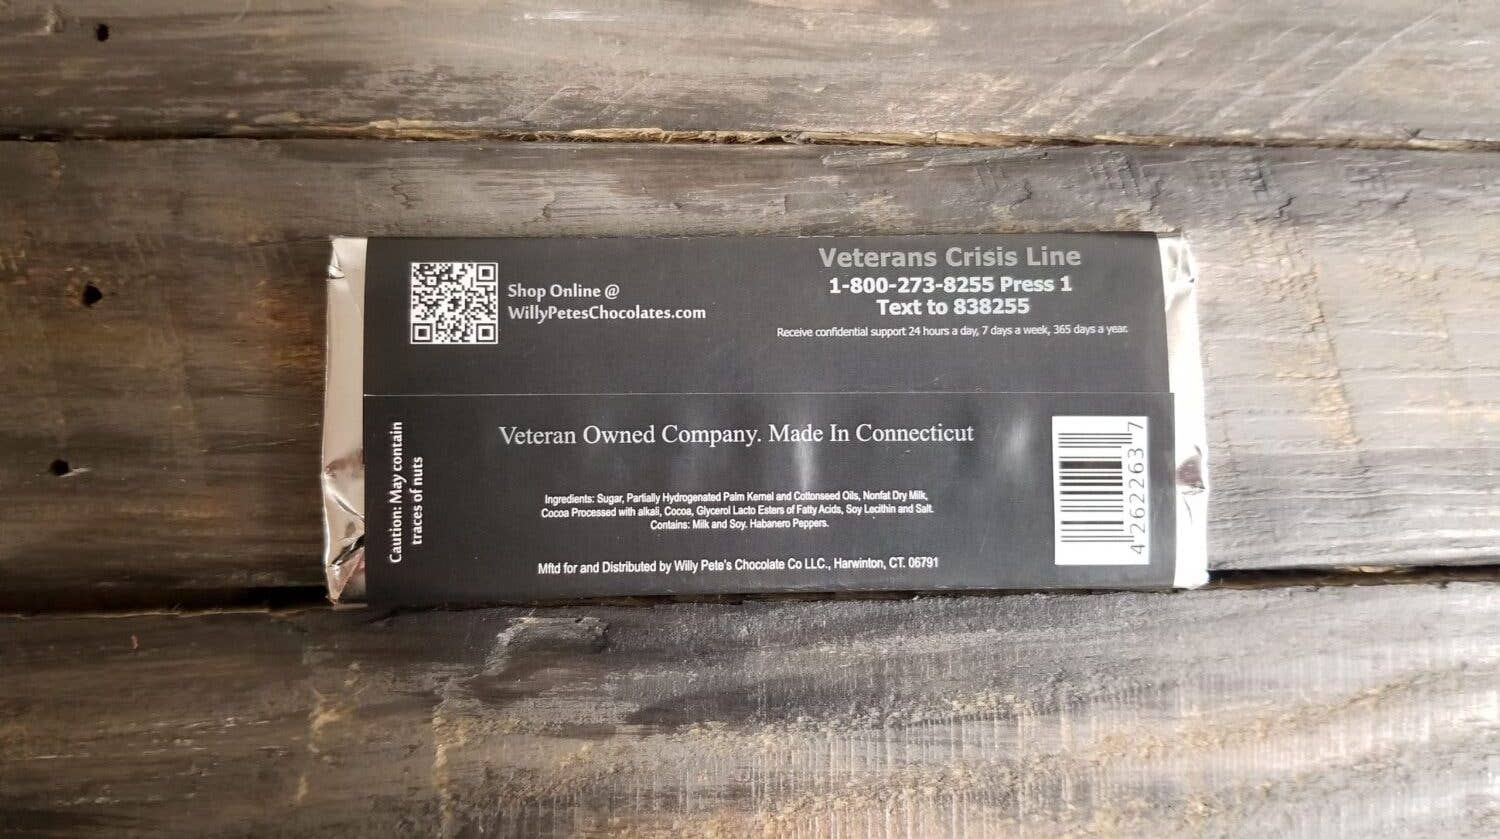 Shop Online @
WillyPetesChocolates.com
Veterans Crisis Line
1-800-273-8255 Press 1
Text to 838255
Receive confidential support 24 hours a day, 7 days a week, 365 days a year.
Caution: May contain
traces of nuts
Veteran Owned Company. Made In Connecticut
Ingredients: Sugar, Partially Hydrogenated Palm Kernel and Cottonseed Oils, Nonfat Dry Milk,
Cocoa Processed with alkali, Cocoa, Glycerol Lacto Esters of Fatty Acids, Soy Lecithin and Salt.
Contains: Milk and Soy. Habanero Peppers.
Mftd for and Distributed by Willy Pete's Chocolate Co LLC., Harwinton, CT. 06791
4 262263 7